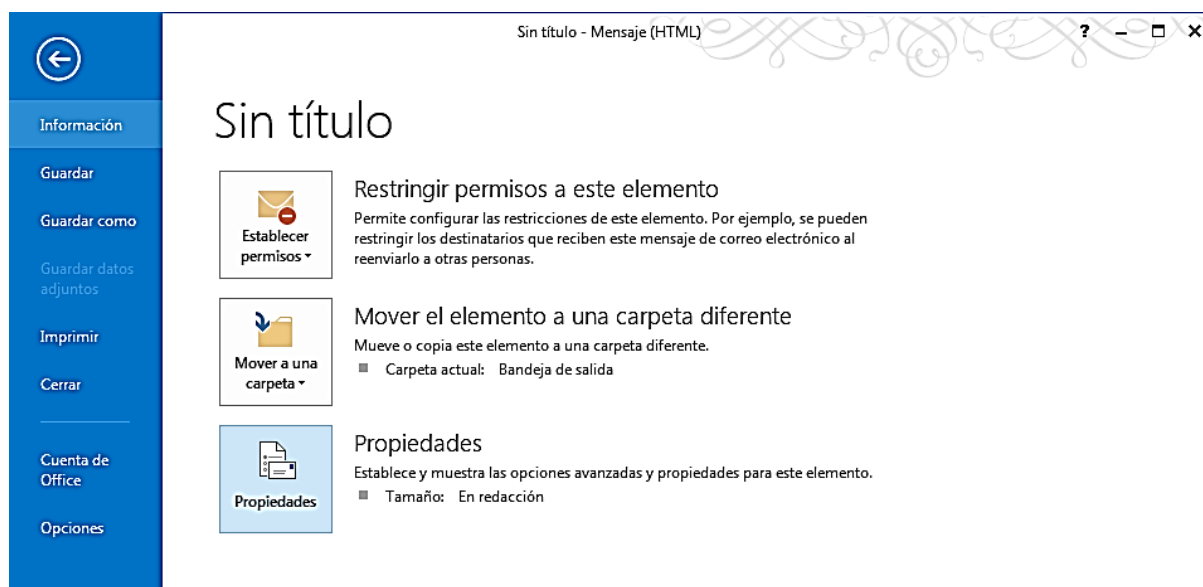 Sin título - Mensaje (HTML)
?
Información
Guardar
Guardar como
Guardar datos
adjuntos
Imprimir
Cerrar
Cuenta de
Office
Opciones
Sin título
Establecer
permisos
Restringir permisos a este elemento
Permite configurar las restricciones de este elemento. Por ejemplo, se pueden
restringir los destinatarios que reciben este mensaje de correo electrónico al
reenviarlo a otras personas.
Mover a una
carpeta
Mover el elemento a una carpeta diferente
Mueve o copia este elemento a una carpeta diferente.
Carpeta actual: Bandeja de salida
Propiedades
Propiedades
Establece y muestra las opciones avanzadas y propiedades para este elemento.
Tamaño: En redacción